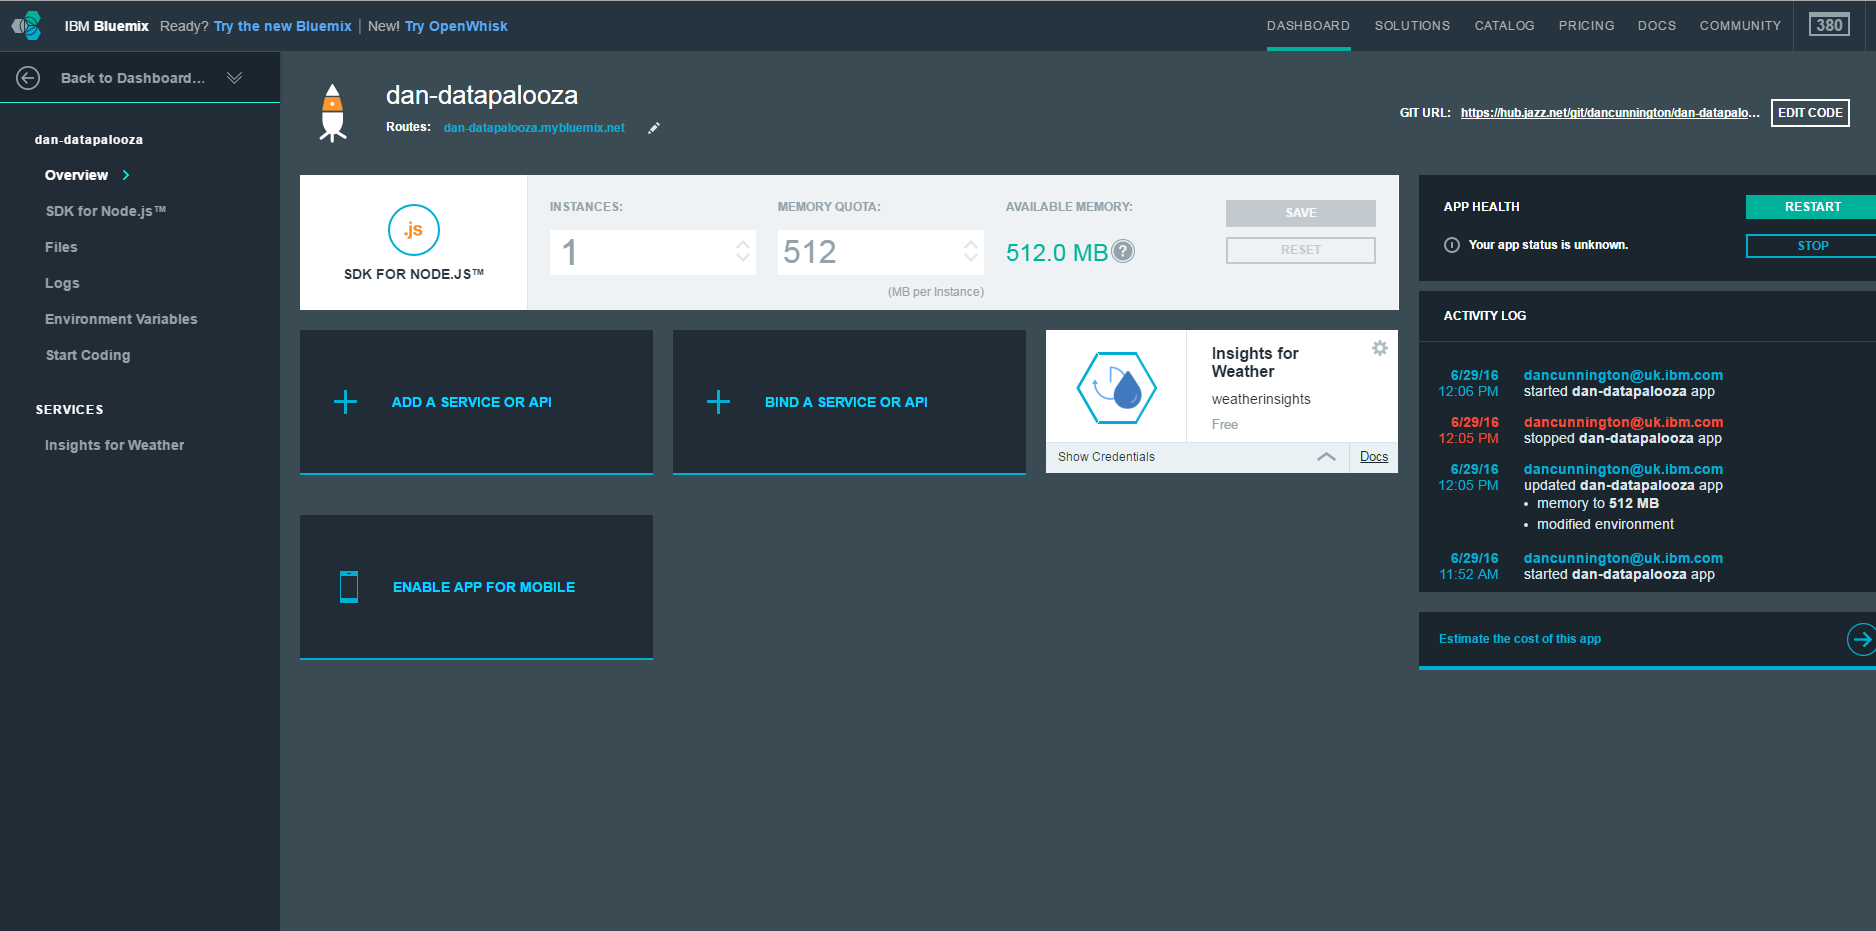 IBM Bluemix Ready? Try the new Bluemix | New! Try OpenWhisk
DASHBOARD SOLUTIONS CATALOG PRICING DOCS COMMUNITY 380
Back to Dashboard...
dan-datapalooza
Overview
SDK for Node.js™
Files
Logs
Environment Variables
Start Coding
SERVICES
Insights for Weather
dan-datapalooza
Routes: dan-datapalooza.mybluemix.net
GIT URL: https://hub.jazz.net/git/dancunnington/dan-datapalo... EDIT CODE
.js
SDK FOR NODE.JS™
INSTANCES:
1
MEMORY QUOTA:
512
(MB per Instance)
AVAILABLE MEMORY:
512.0 MB ?
SAVE
RESET
ADD A SERVICE OR API
BIND A SERVICE OR API
Insights for
Weather
weatherinsights
Free
Show Credentials
Docs
ENABLE APP FOR MOBILE
APP HEALTH
RESTART
Your app status is unknown.
STOP
ACTIVITY LOG
6/29/16 dancunnington@uk.ibm.com
12:06 PM started dan-datapalooza app
6/29/16 dancunnington@uk.ibm.com
12:05 PM stopped dan-datapalooza app
6/29/16 dancunnington@uk.ibm.com
12:05 PM updated dan-datapalooza app
• memory to 512 MB
• modified environment
6/29/16 dancunnington@uk.ibm.com
11:52 AM started dan-datapalooza app
Estimate the cost of this app